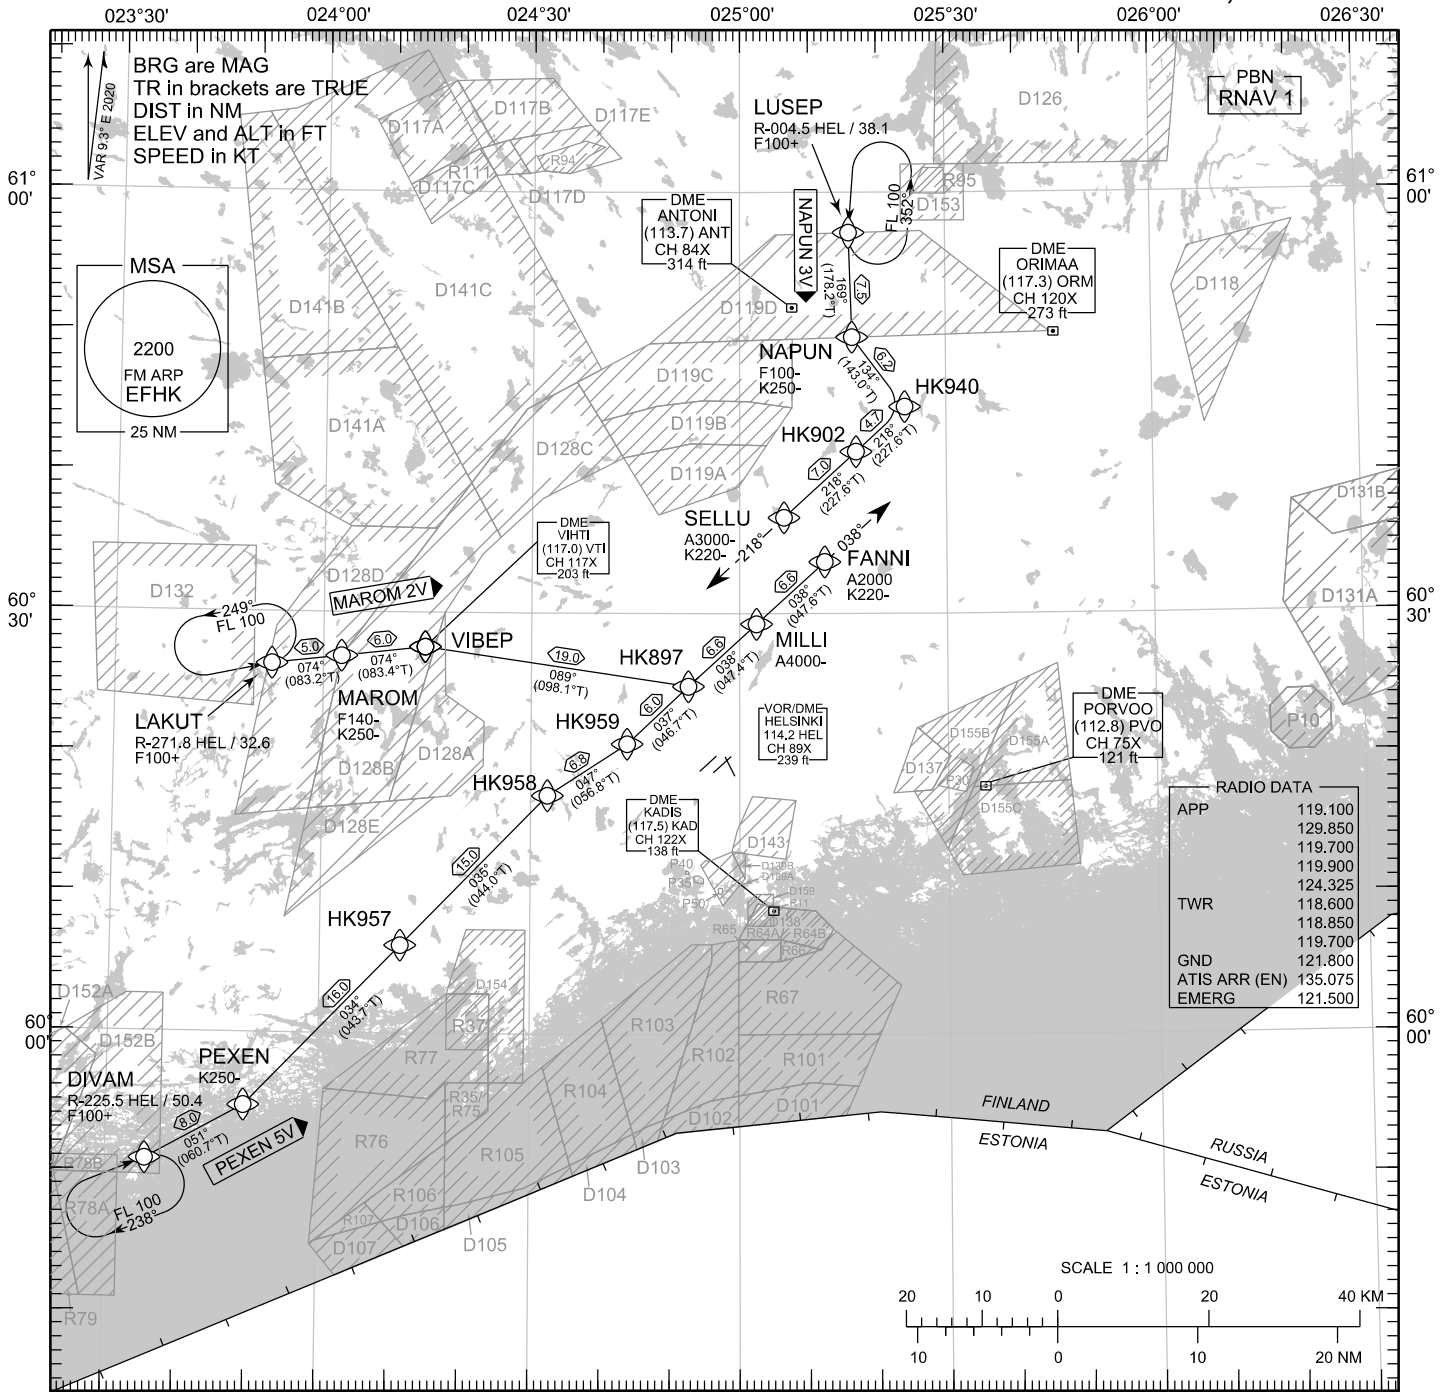 023°30'
024°00'
024°30'
025°00'
025°30'
026°00'
026°30'
BRG are MAG
TR in brackets are TRUE
DIST in NM
ELEV and ALT in FT
SPEED in KT
VAR 9.3° E 2020
PBN
RNAV 1
61°
00'
61°
00'
60°
30'
60°
30'
60°
00'
60°
00'
MSA
2200
FM ARP
EFHK
25 NM
LUSEP
R-004.5 HEL / 38.1
F100+
FL 100
352°
DME
ANTONI
(113.7) ANT
CH 84X
314 ft
NAPUN 3V
169°
(178.2°T)
7.5
DME
ORIMAA
(117.3) ORM
CH 120X
273 ft
NAPUN
F100-
K250-
6.2
134°
(143.0°T)
HK940
4.7
218°
(227.6°T)
HK902
7.0
218°
(227.6°T)
SELLU
A3000-
K220-
218°
038°
FANNI
A2000
K220-
6.6
038°
(047.6°T)
MILLI
A4000-
6.6
038°
(047.4°T)
DME
VIHTI
(117.0) VTI
CH 117X
203 ft
MAROM 2V
249°
FL 100
5.0
074°
(083.2°T)
6.0
074°
(083.4°T)
VIBEP
19.0
089°
(098.1°T)
HK897
LAKUT
R-271.8 HEL / 32.6
F100+
MAROM
F140-
K250-
6.0
037°
(046.7°T)
HK959
6.8
047°
(056.8°T)
HK958
15.0
035°
(044.0°T)
HK957
16.0
034°
(043.7°T)
PEXEN
K250-
DIVAM
R-225.5 HEL / 50.4
F100+
8.0
051°
(060.7°T)
PEXEN 5V
FL 100
238°
VOR/DME
HELSINKI
114.2 HEL
CH 89X
239 ft
DME
KADIS
(117.5) KAD
CH 122X
138 ft
DME
PORVOO
(112.8) PVO
CH 75X
121 ft
RADIO DATA
APP 119.100
129.850
119.700
119.900
124.325
TWR 118.600
118.850
119.700
GND 121.800
ATIS ARR (EN) 135.075
EMERG 121.500
D117A
D117B
D117E
R111
R94
D117C
D117D
D126
R95
D153
D118
D141B
D141C
D141A
D119D
D119C
D119B
D119A
D128C
D128D
D132
D128A
D128B
D128E
D131B
D131A
P10
D155B
D155A
D137
P30
D155C
D143
P40
P35
P50
D139B
D139A
D159
R11
D138
R65
R64A
R64B
R66
R67
D154
R37
R77
R103
R102
R101
R104
R35/
R75
D102
D101
R76
R105
D103
D104
R106
R107
D106
D107
D105
D152A
D152B
R78B
R78A
R79
FINLAND
ESTONIA
RUSSIA
ESTONIA
SCALE 1 : 1 000 000
20 10 0 20 40 KM
10 0 10 20 NM